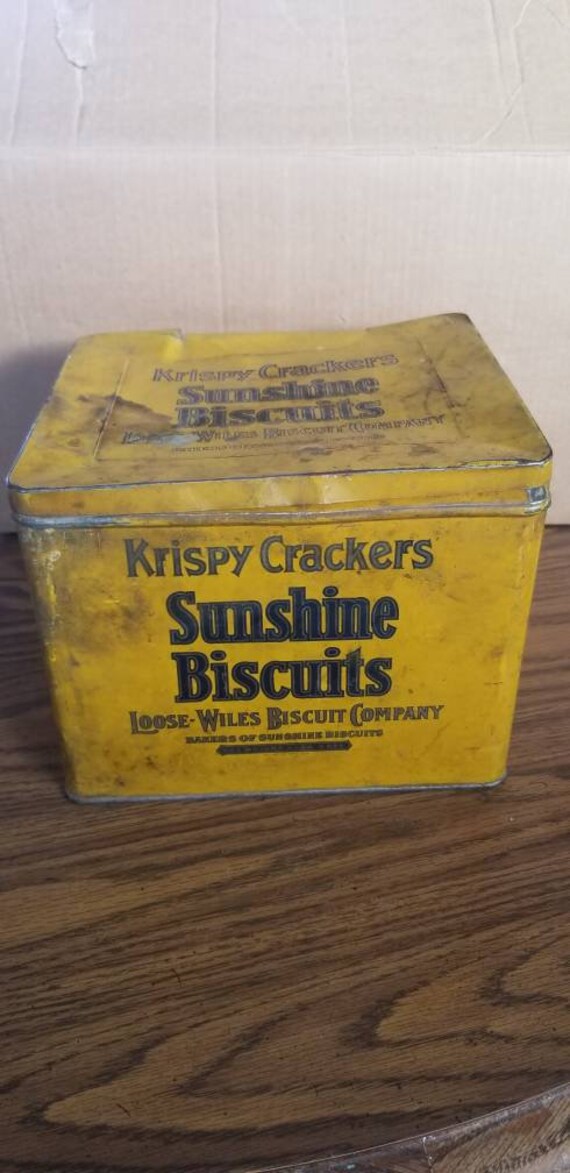 Krispy Crackers
Sunshine
Biscuits
Loose-Wiles Biscuit Company
Krispy Crackers
Sunshine
Biscuits
Loose-Wiles Biscuit Company
BAKERS OF SUNSHINE BISCUITS